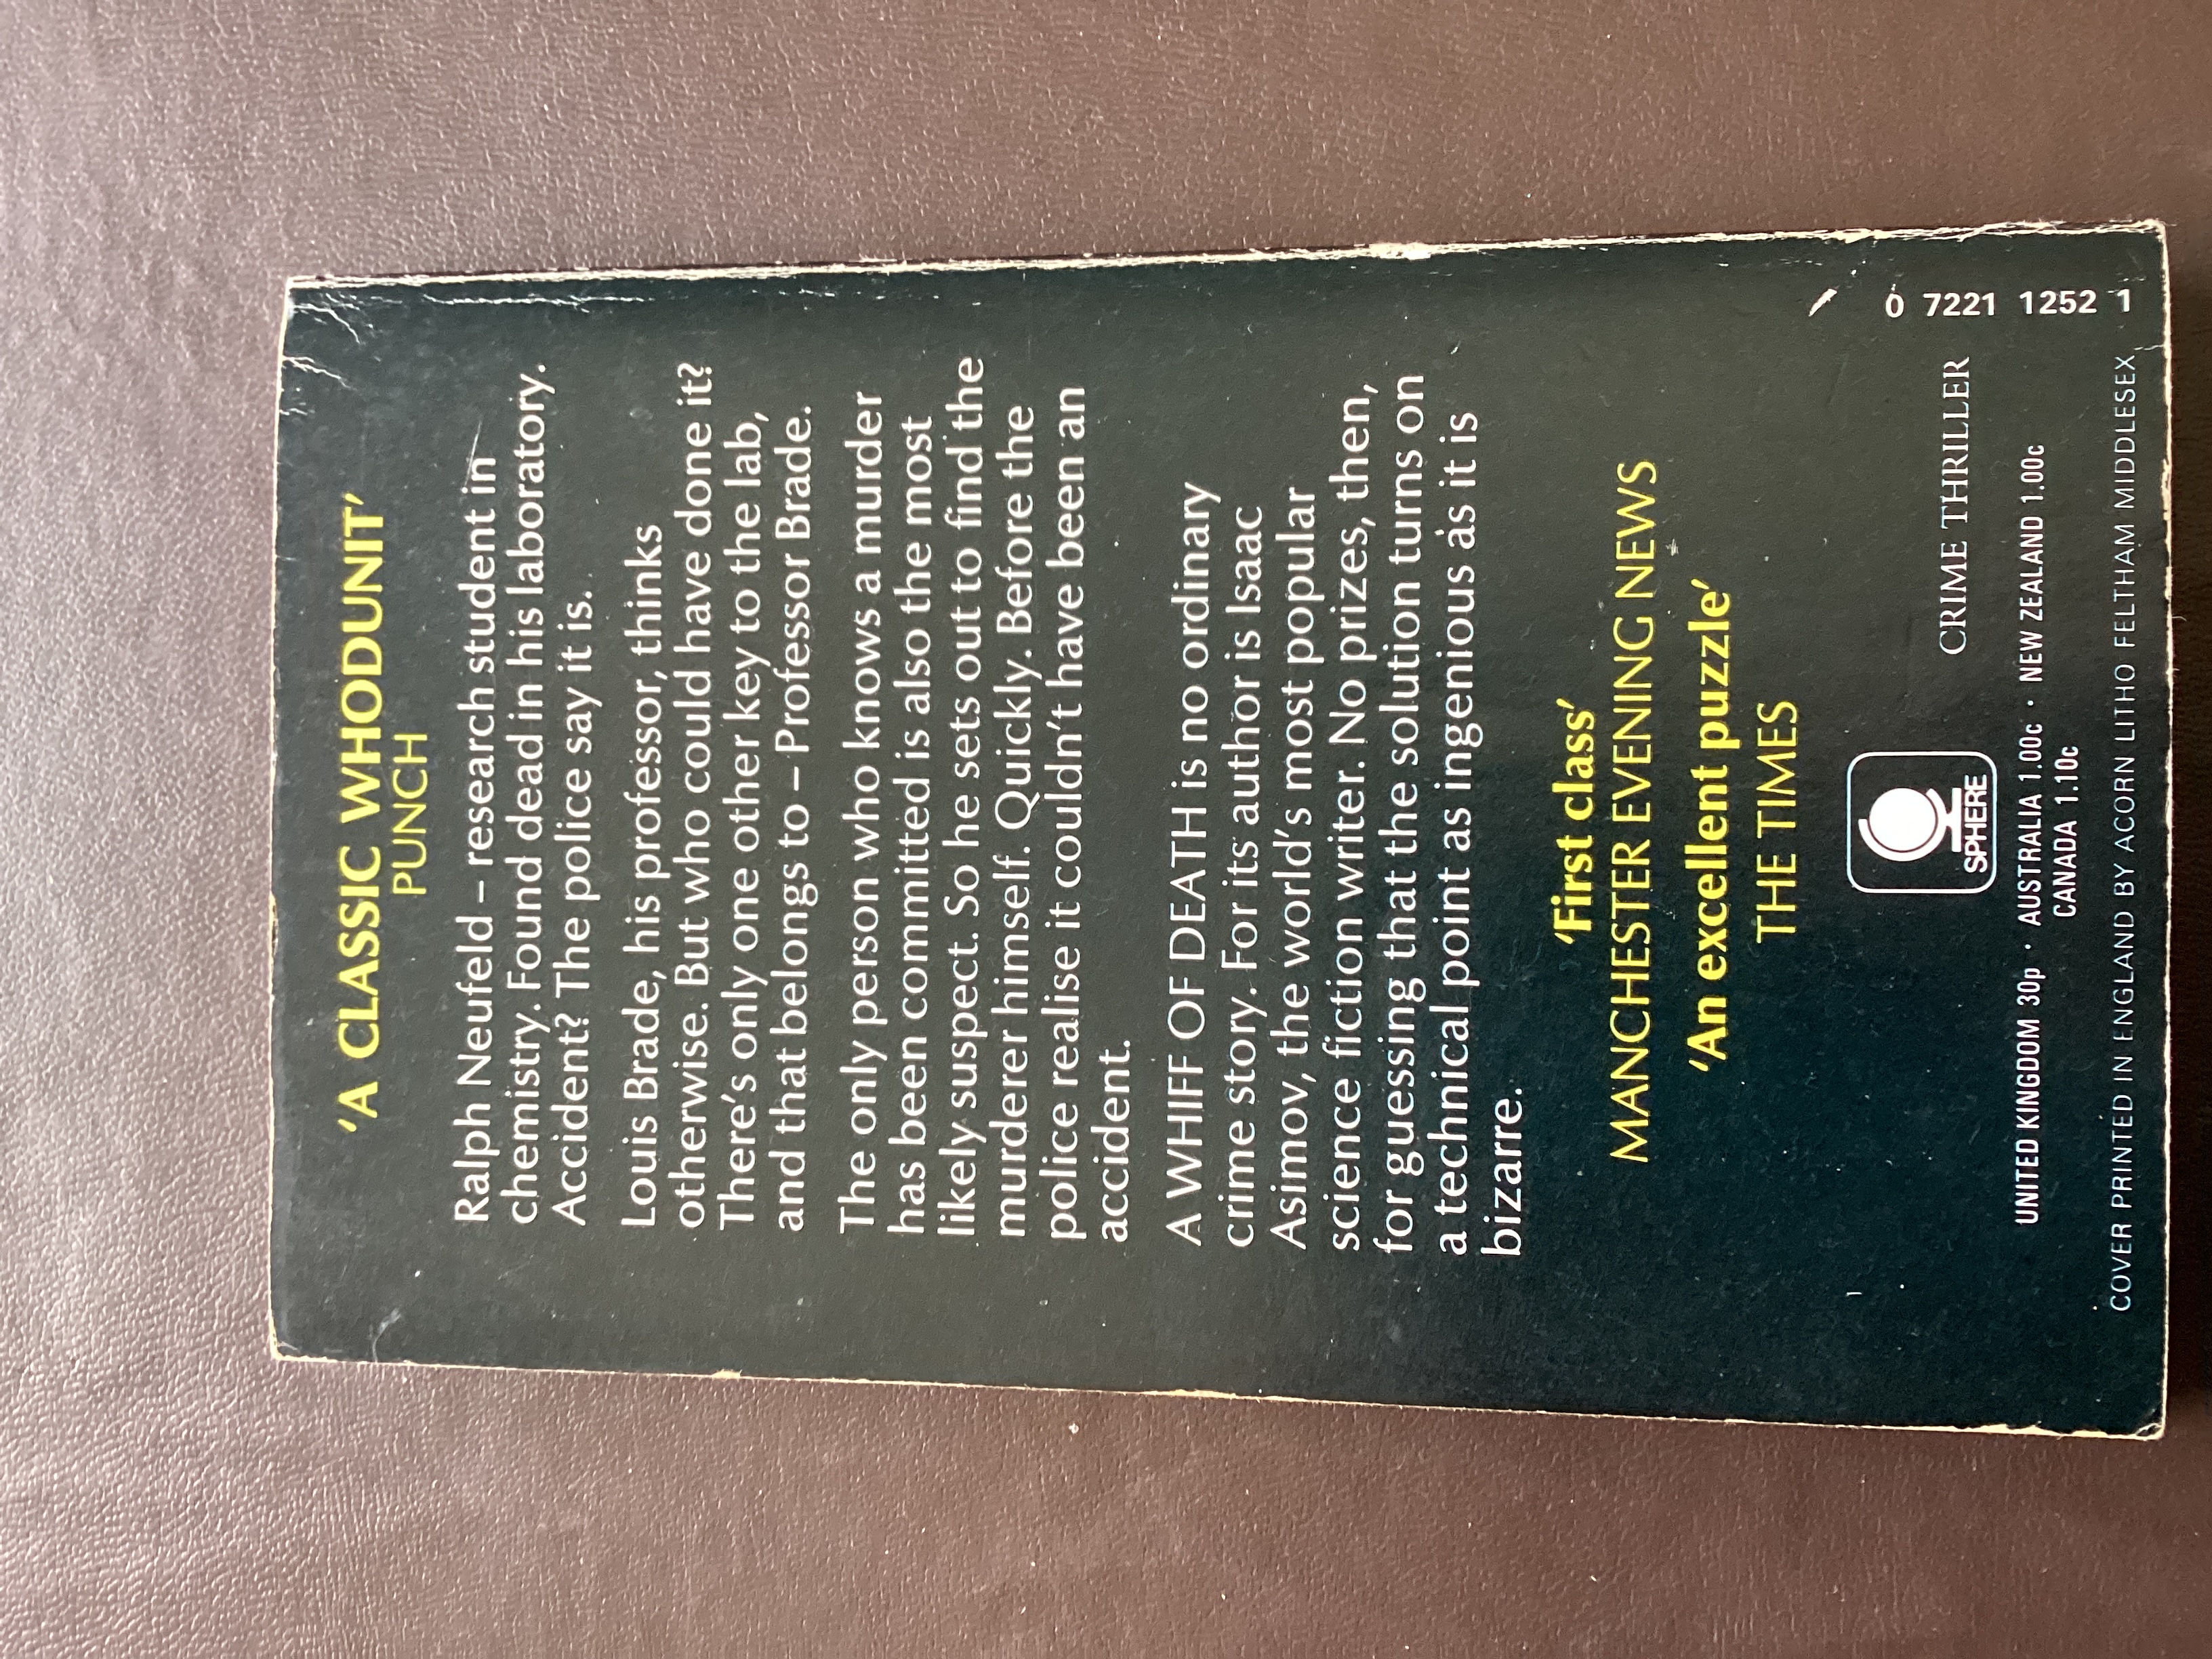 ‘A CLASSIC WHODUNIT’
PUNCH
Ralph Neufeld – research student in
chemistry. Found dead in his laboratory.
Accident? The police say it is.
Louis Brade, his professor, thinks
otherwise. But who could have done it?
There’s only one other key to the lab,
and that belongs to – Professor Brade.
The only person who knows a murder
has been committed is also the most
likely suspect. So he sets out to find the
murderer himself. Quickly. Before the
police realise it couldn’t have been an
accident.
A WHIFF OF DEATH is no ordinary
crime story. For its author is Isaac
Asimov, the world’s most popular
science fiction writer. No prizes, then,
for guessing that the solution turns on
a technical point as ingenious as it is
bizarre.
‘First class’
MANCHESTER EVENING NEWS
‘An excellent puzzle’
THE TIMES
SPHERE
CRIME THRILLER
0 7221 1252 1
UNITED KINGDOM 30p · AUSTRALIA 1.00c · NEW ZEALAND 1.00c
CANADA 1.10c
COVER PRINTED IN ENGLAND BY ACORN LITHO FELTHAM MIDDLESEX